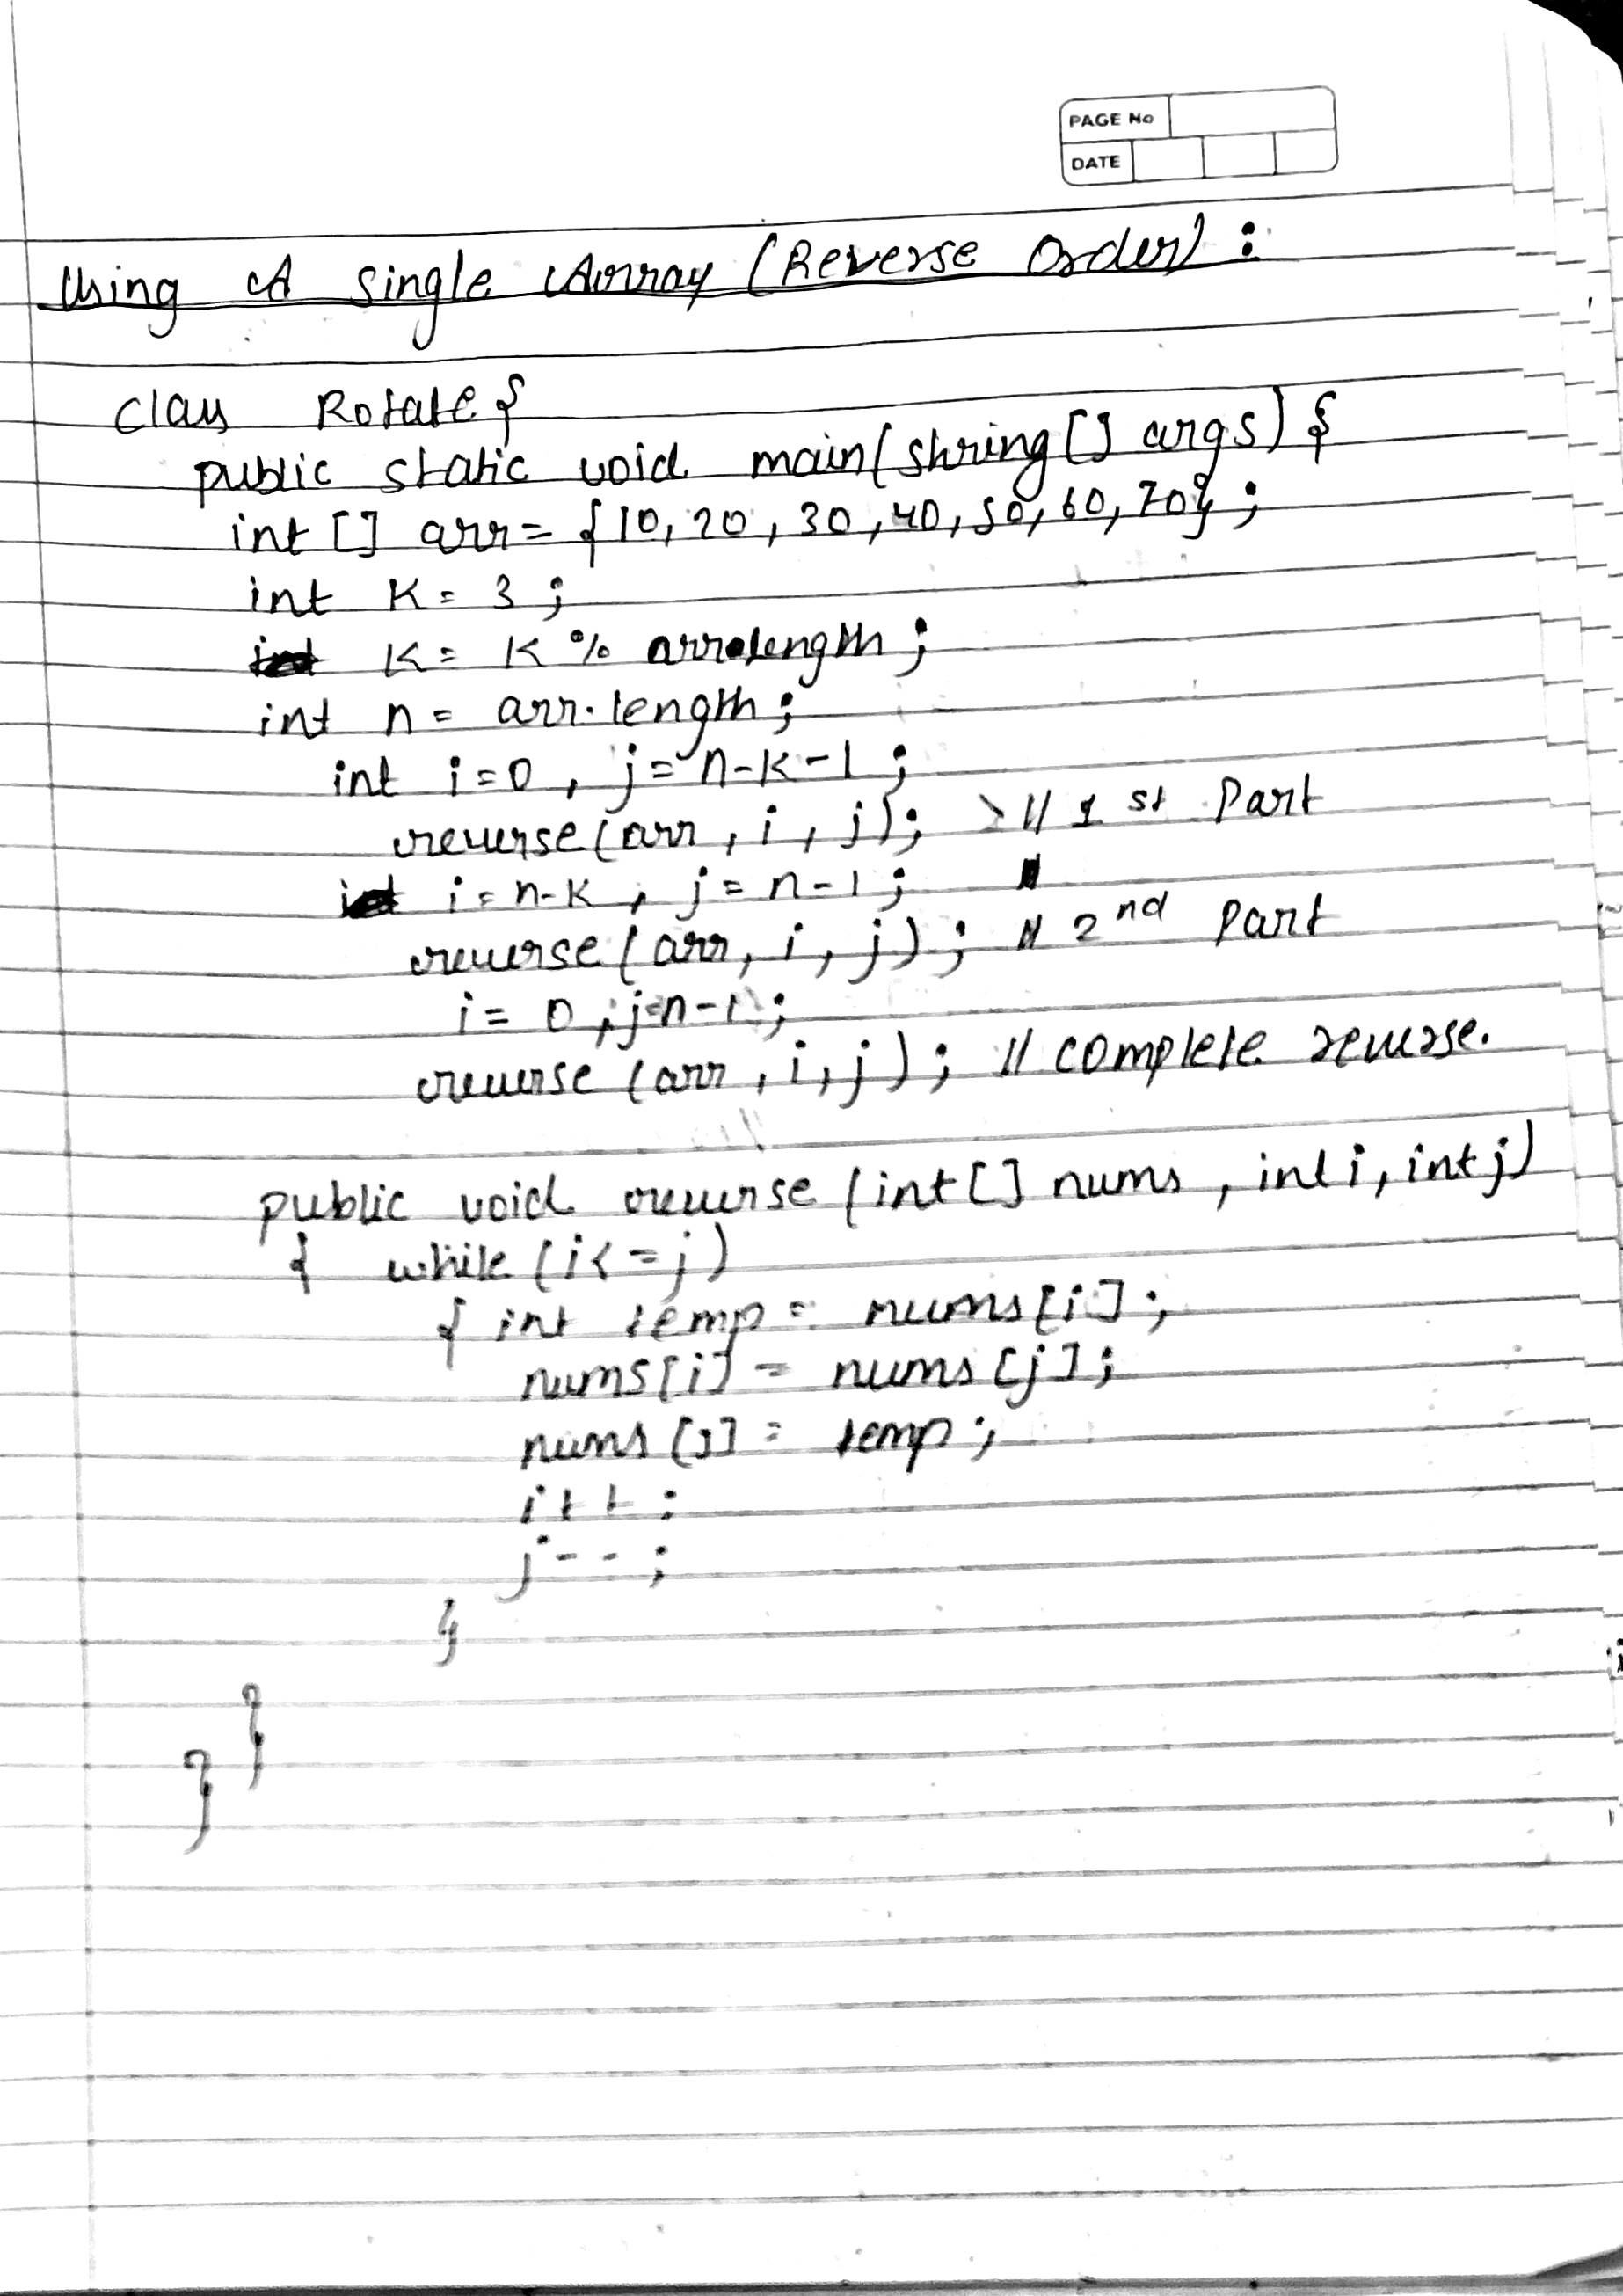 PAGE No
DATE
Using A single Array (Reverse Order) :
class Rotate {
public static void main(string [] args) {
int [] arr = {10, 20, 30, 40, 50, 60, 70} ;
int K = 3 ;
K = K % arr.length ;
int n = arr.length ;
int i=0 , j = n-k-1 ;
reverse (arr , i , j) ; // 1 st Part
i = n-k , j = n-1 ;
reverse (arr, i, j) ; // 2nd Part
i = 0 ; j=n-1 ;
reverse (arr , i, j) ; // complete reverse.
public void reverse (int [] nums , int i, int j)
{ while (i<=j)
{ int temp = nums[i] ;
nums[i] = nums [j] ;
nums [j] = temp ;
i++ ;
j-- ;
}
}
}